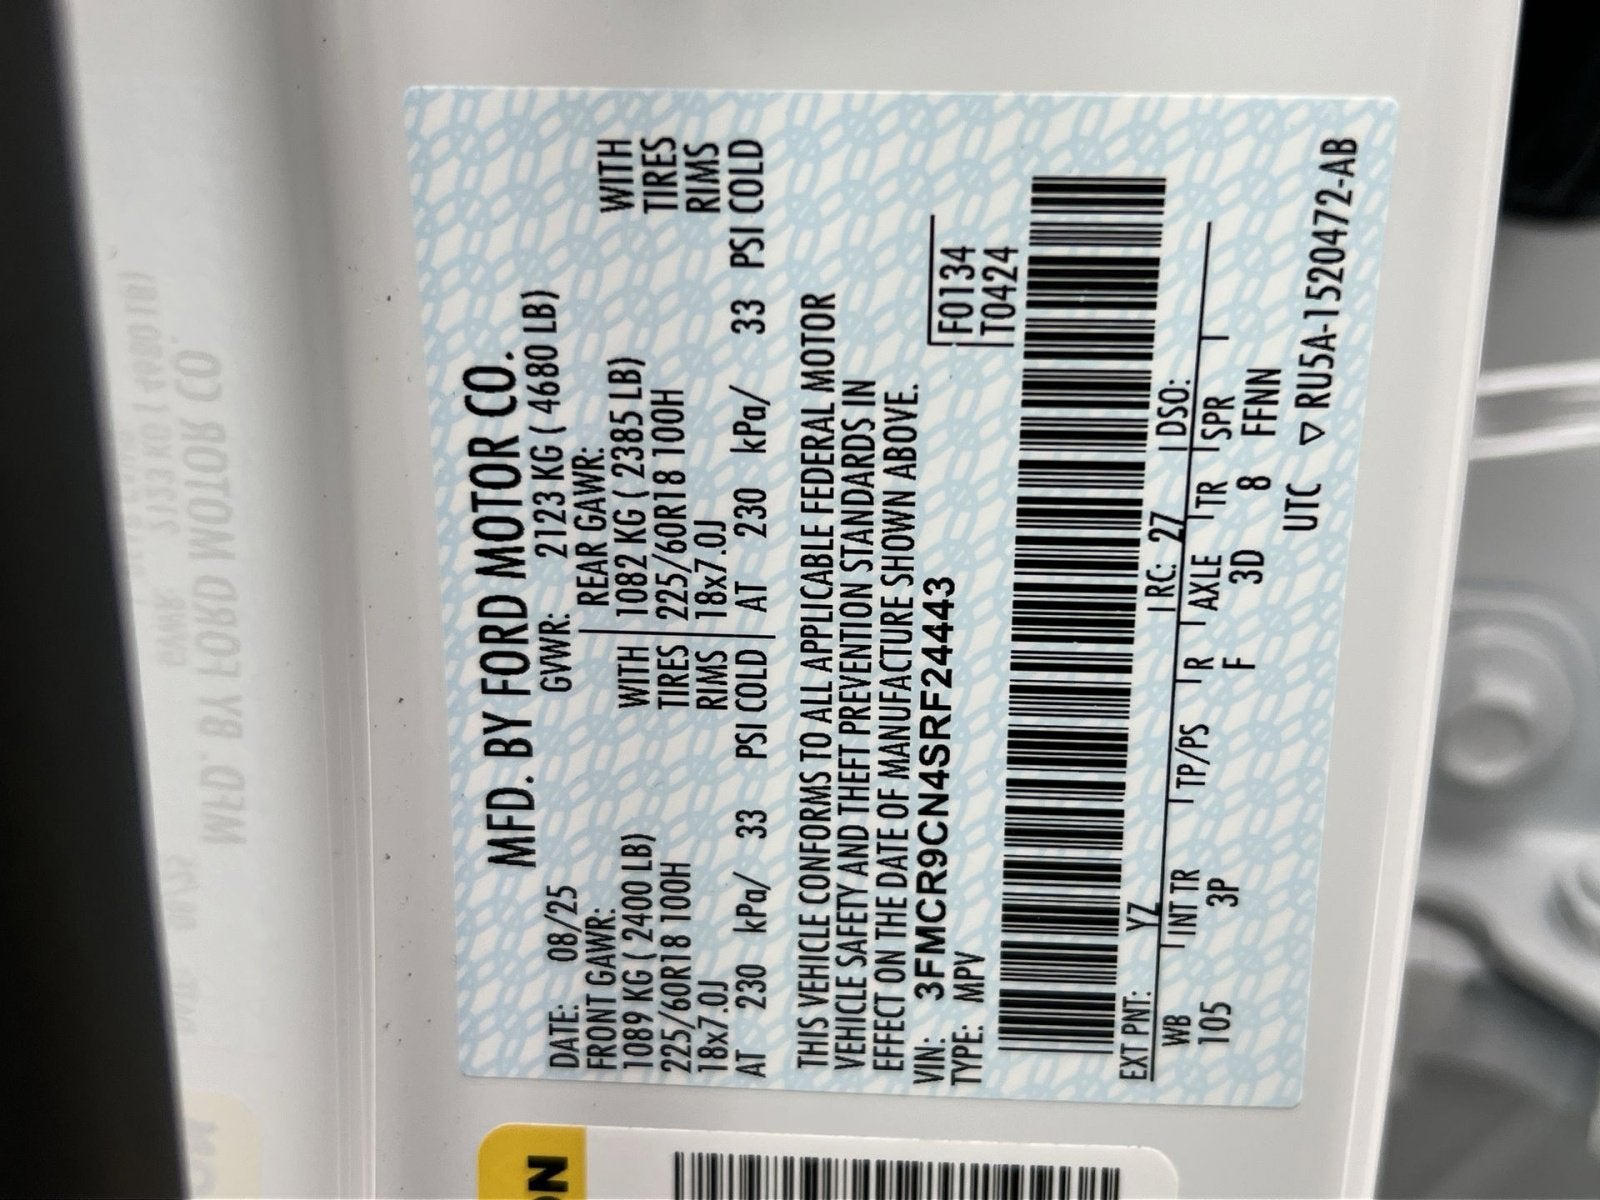 MFD. BY FORD MOTOR CO.
DATE: 08/25 GVWR: 2123 KG ( 4680 LB)
FRONT GAWR: REAR GAWR:
1089 KG ( 2400 LB) WITH 1082 KG ( 2385 LB) WITH
225/60R18 100H TIRES 225/60R18 100H TIRES
18x7.0J RIMS 18x7.0J RIMS
AT 230 kPa/ 33 PSI COLD AT 230 kPa/ 33 PSI COLD
THIS VEHICLE CONFORMS TO ALL APPLICABLE FEDERAL MOTOR
VEHICLE SAFETY AND THEFT PREVENTION STANDARDS IN
EFFECT ON THE DATE OF MANUFACTURE SHOWN ABOVE.
VIN: 3FMCR9CN4SRF24443 F0134
TYPE: MPV T0424
EXT PNT: YZ RC: 27 DSO:
WB INT TR TP/PS R AXLE TR SPR
105 3P F 3D 8 FFNN
UTC ▽ RU5A-1520472-AB